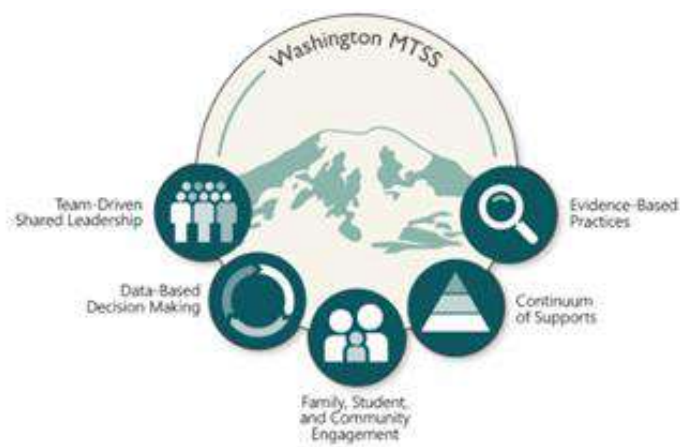 Washington MTSS
Team-Driven
Shared Leadership
Evidence-Based
Practices
Data-Based
Decision Making
Continuum
of Supports
Family, Student,
and Community
Engagement